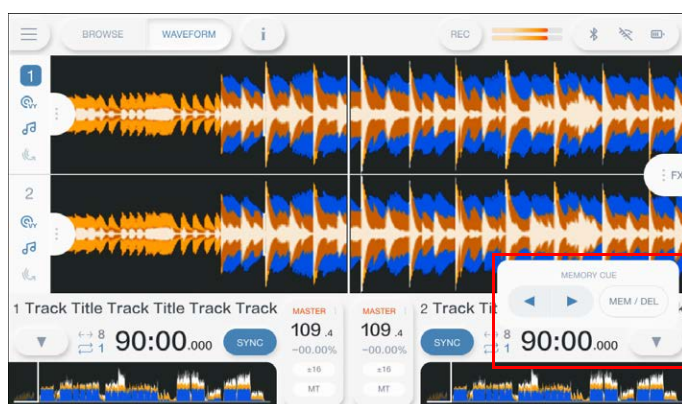 BROWSE
WAVEFORM
i
REC
1
2
FX
MEMORY CUE
MEM / DEL
1 Track Title Track Title Track Track
MASTER
MASTER
2 Track Tit
8
1
90:00.000
SYNC
109.4
-00.00%
109.4
-00.00%
SYNC
8
1
90:00.000
±16
±16
MT
MT